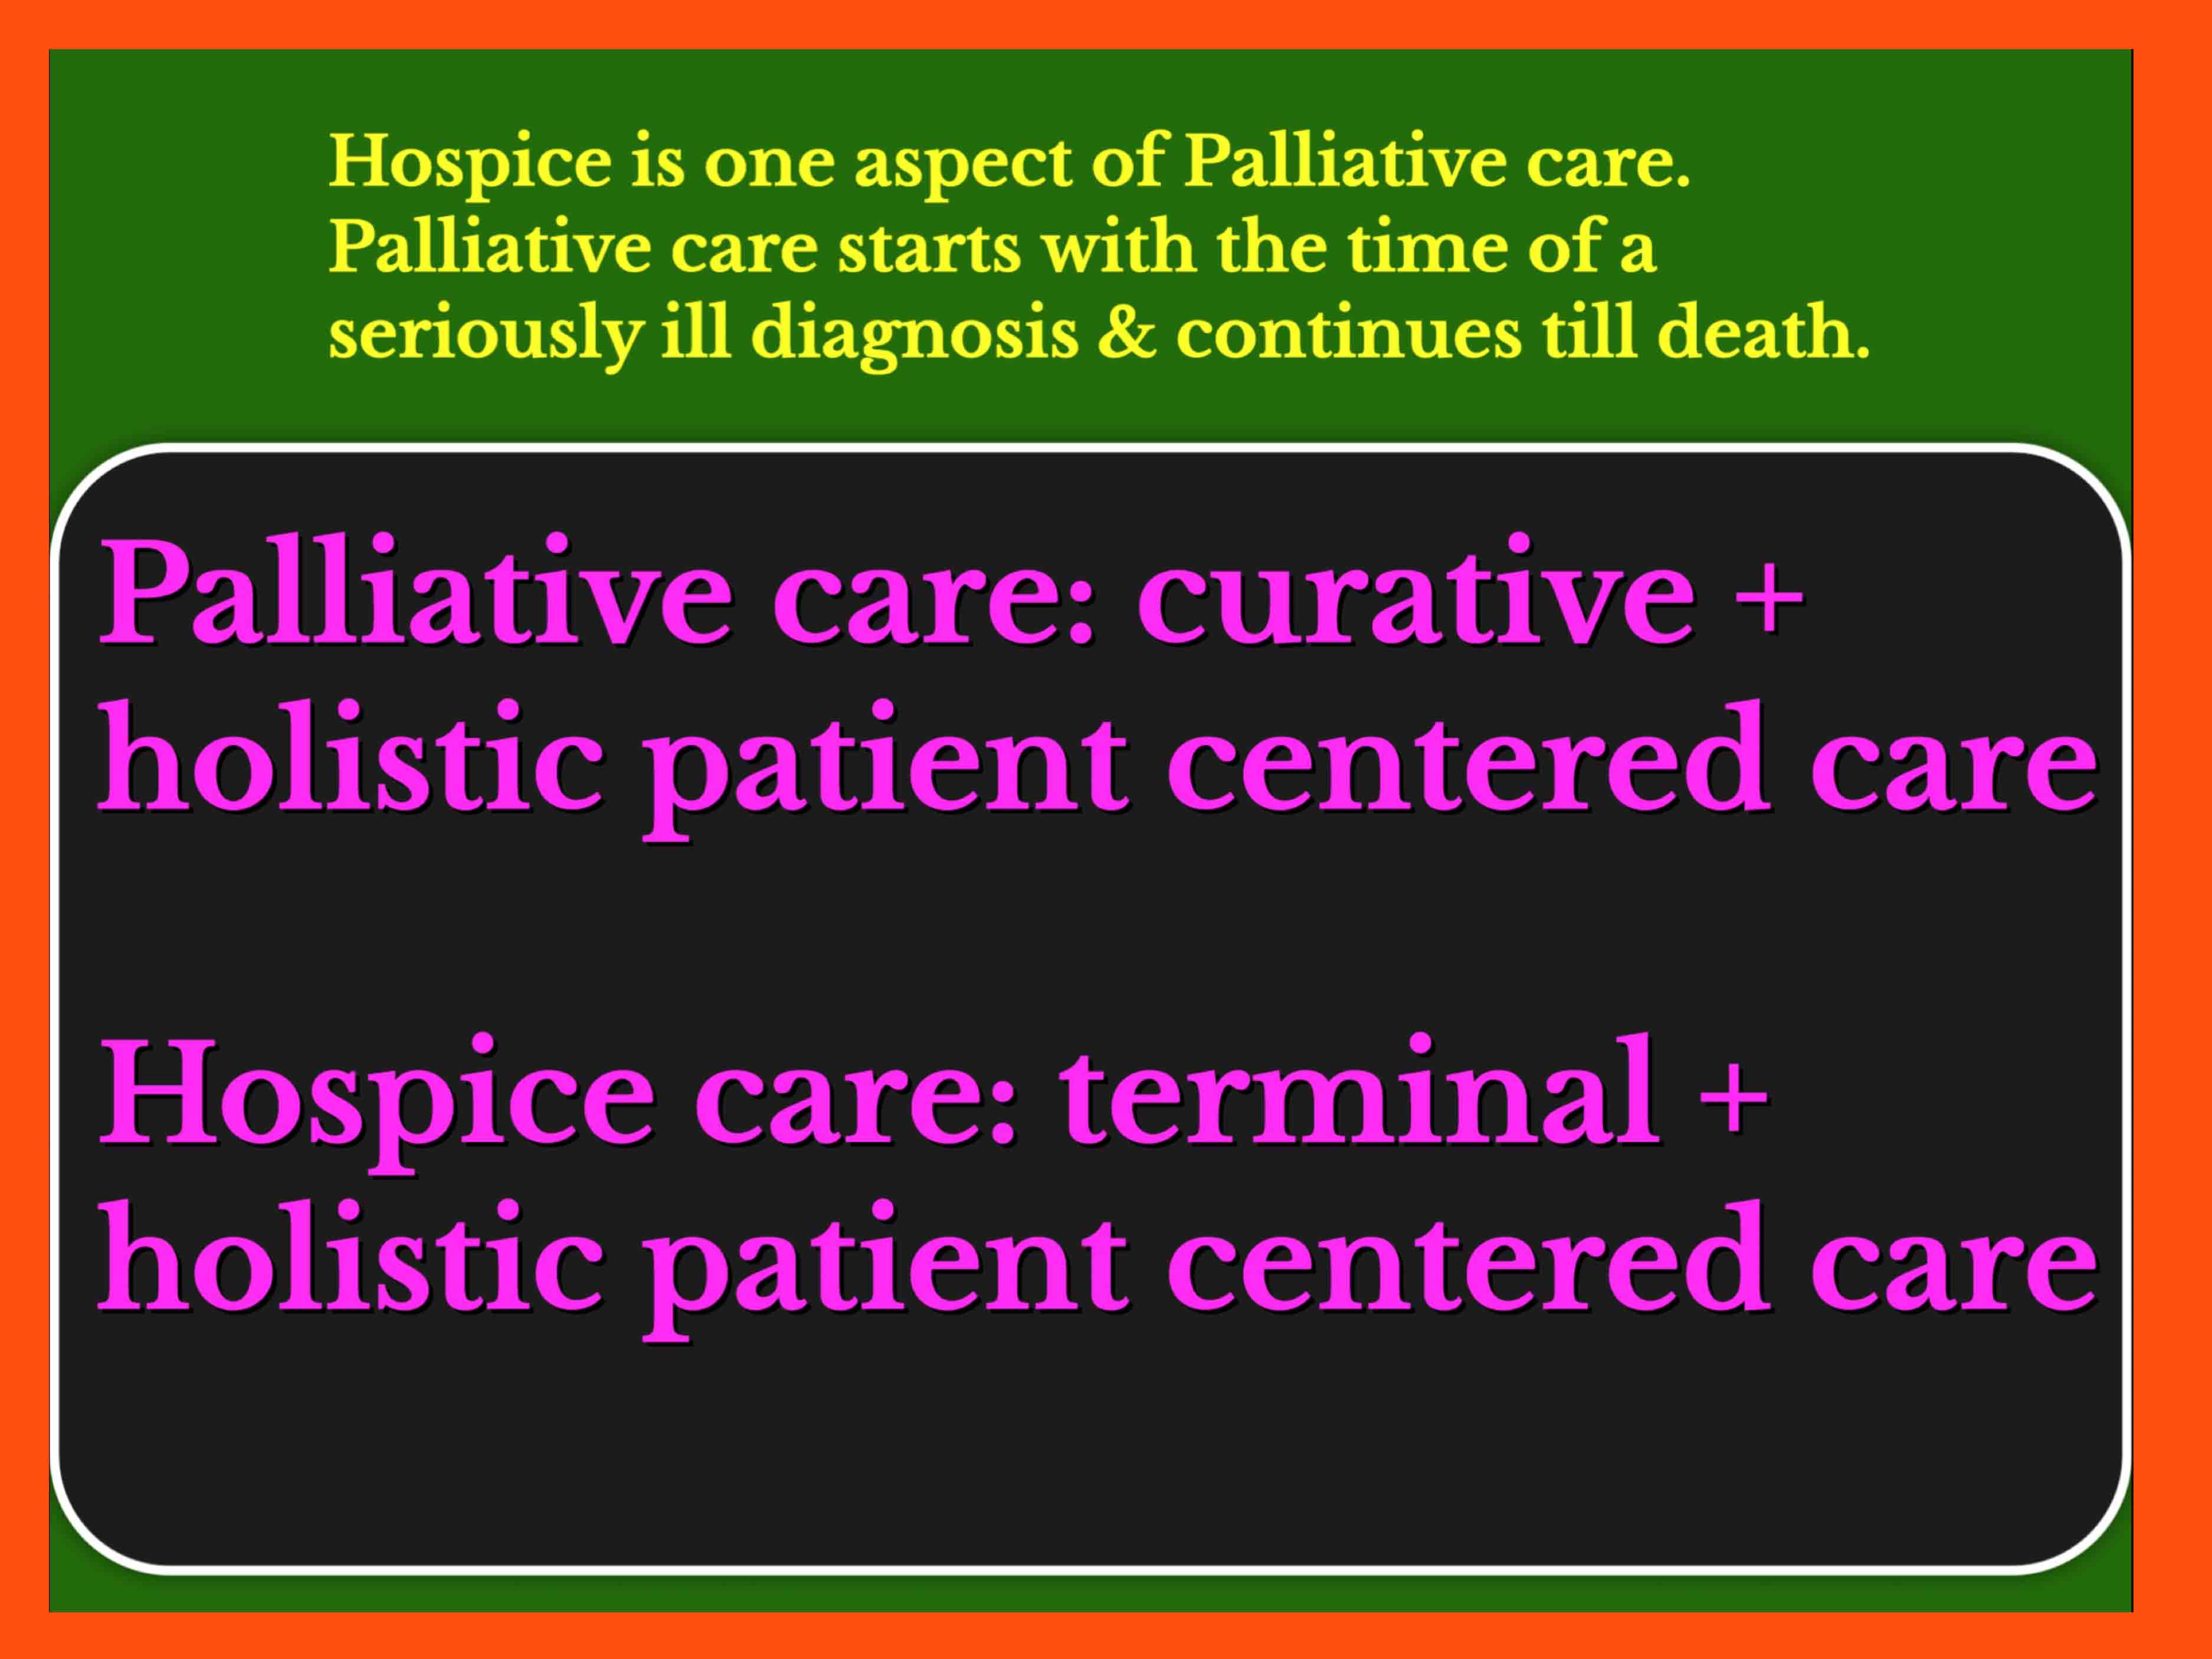 Hospice is one aspect of Palliative care.
Palliative care starts with the time of a
seriously ill diagnosis & continues till death.
Palliative care: curative +
holistic patient centered care
Hospice care: terminal +
holistic patient centered care